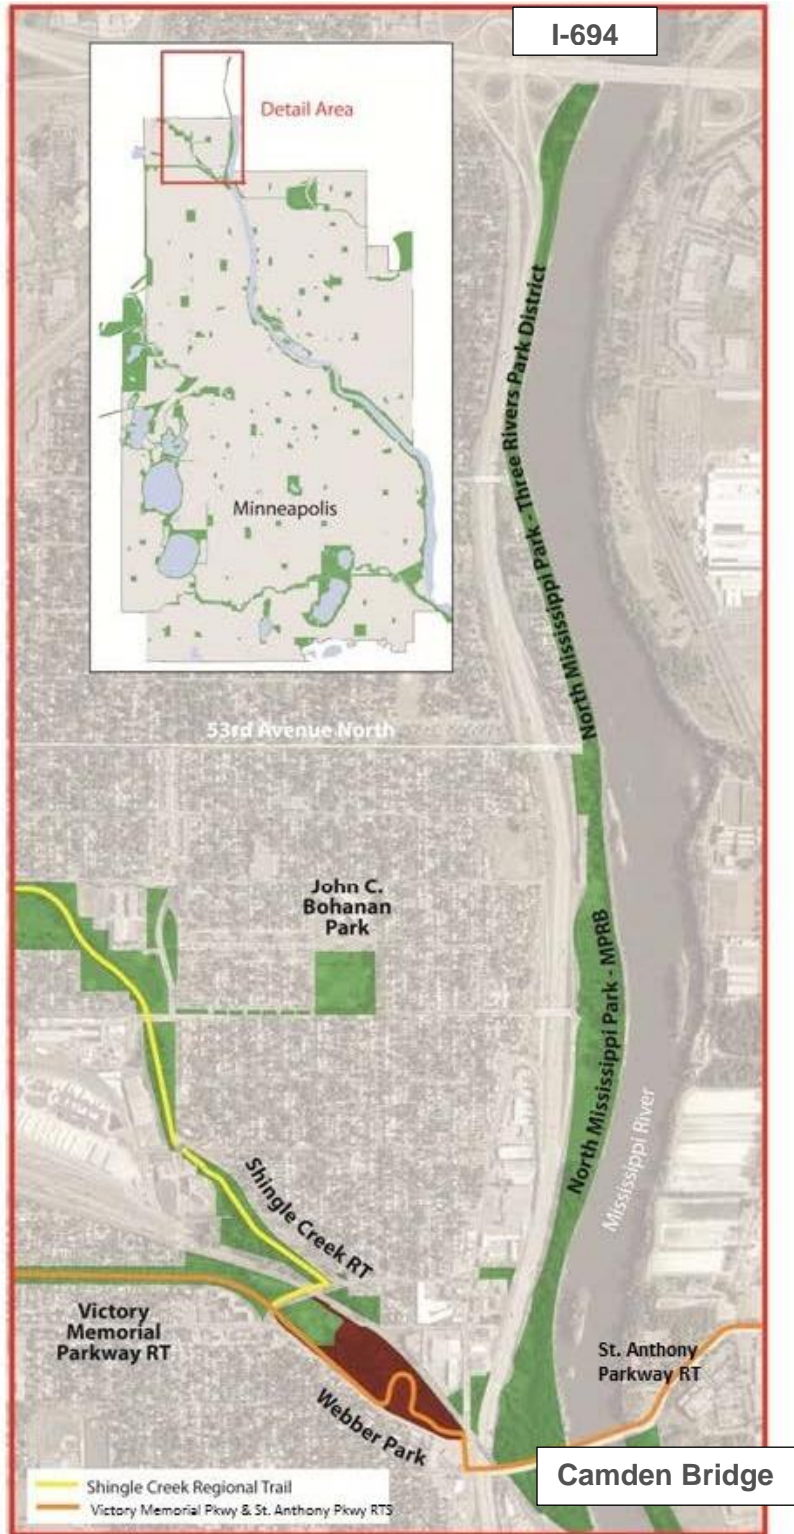 I-694
Detail Area
Minneapolis
North Mississippi Park - Three Rivers Park District
53rd Avenue North
John C.
Bohanan
Park
North Mississippi Park - MPRB
Mississippi River
Shingle Creek RT
Victory
Memorial
Parkway RT
St. Anthony
Parkway RT
Webber Park
Camden Bridge
Shingle Creek Regional Trail
Victory Memorial Pkwy & St. Anthony Pkwy RTS